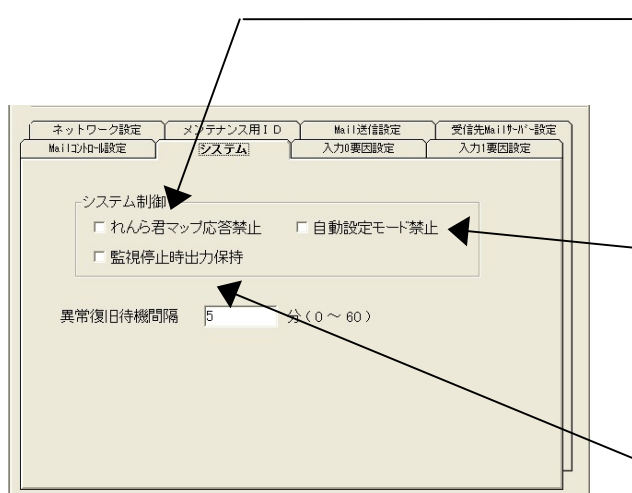 ネットワーク設定 メンテナンス用ID Mail送信設定 受信先Mailｻｰﾊﾞｰ設定
Mailｺﾝﾄﾛｰﾙ設定 システム 入力0要因設定 入力1要因設定
システム制御
れんら君マップ応答禁止 自動設定モード禁止
監視停止時出力保持
異常復旧待機間隔 5 分(0～60)